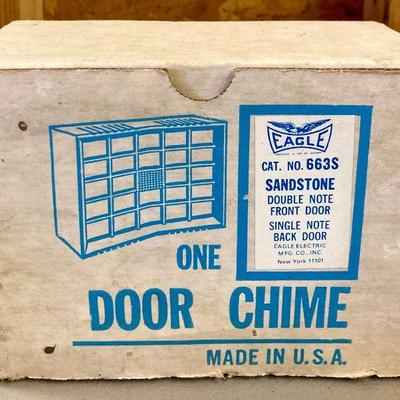 EAGLE
CAT. NO. 663S
SANDSTONE
DOUBLE NOTE
FRONT DOOR
SINGLE NOTE
BACK DOOR
EAGLE ELECTRIC
MFG. CO., INC.
New York 11101
ONE
DOOR CHIME
MADE IN U.S.A.